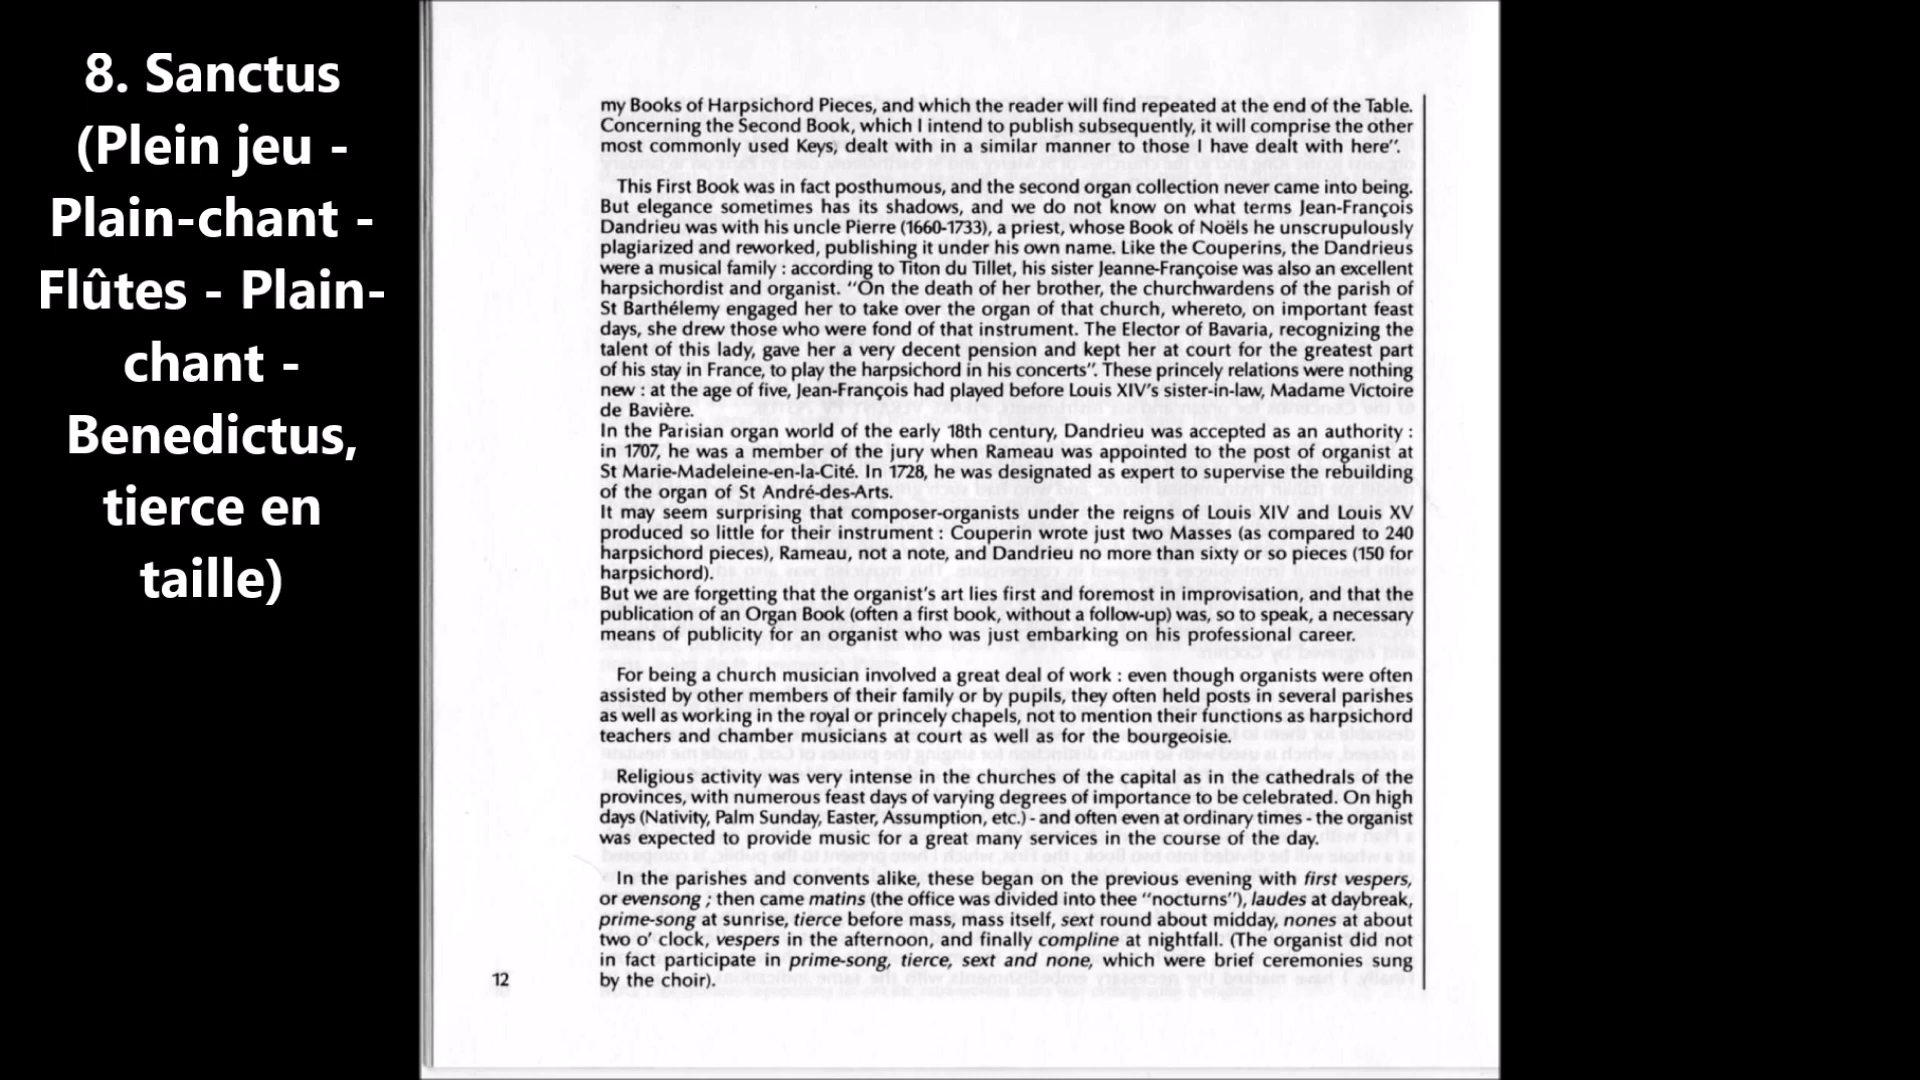 8. Sanctus
(Plein jeu -
Plain-chant -
Flûtes - Plain-
chant -
Benedictus,
tierce en
taille)
my Books of Harpsichord Pieces, and which the reader will find repeated at the end of the Table.
Concerning the Second Book, which I intend to publish subsequently, it will comprise the other
most commonly used Keys, dealt with in a similar manner to those I have dealt with here".
This First Book was in fact posthumous, and the second organ collection never came into being.
But elegance sometimes has its shadows, and we do not know on what terms Jean-François
Dandrieu was with his uncle Pierre (1660-1733), a priest, whose Book of Noëls he unscrupulously
plagiarized and reworked, publishing it under his own name. Like the Couperins, the Dandrieus
were a musical family : according to Titon du Tillet, his sister Jeanne-Françoise was also an excellent
harpsichordist and organist. "On the death of her brother, the churchwardens of the parish of
St Barthélemy engaged her to take over the organ of that church, whereto, on important feast
days, she drew those who were fond of that instrument. The Elector of Bavaria, recognizing the
talent of this lady, gave her a very decent pension and kept her at court for the greatest part
of his stay in France, to play the harpsichord in his concerts". These princely relations were nothing
new : at the age of five, Jean-François had played before Louis XIV's sister-in-law, Madame Victoire
de Bavière.
In the Parisian organ world of the early 18th century, Dandrieu was accepted as an authority :
in 1707, he was a member of the jury when Rameau was appointed to the post of organist at
St Marie-Madeleine-en-la-Cité. In 1728, he was designated as expert to supervise the rebuilding
of the organ of St André-des-Arts.
It may seem surprising that composer-organists under the reigns of Louis XIV and Louis XV
produced so little for their instrument : Couperin wrote just two Masses (as compared to 240
harpsichord pieces), Rameau, not a note, and Dandrieu no more than sixty or so pieces (150 for
harpsichord).
But we are forgetting that the organist's art lies first and foremost in improvisation, and that the
publication of an Organ Book (often a first book, without a follow-up) was, so to speak, a necessary
means of publicity for an organist who was just embarking on his professional career.
For being a church musician involved a great deal of work : even though organists were often
assisted by other members of their family or by pupils, they often held posts in several parishes
as well as working in the royal or princely chapels, not to mention their functions as harpsichord
teachers and chamber musicians at court as well as for the bourgeoisie.
Religious activity was very intense in the churches of the capital as in the cathedrals of the
provinces, with numerous feast days of varying degrees of importance to be celebrated. On high
days (Nativity, Palm Sunday, Easter, Assumption, etc.) - and often even at ordinary times - the organist
was expected to provide music for a great many services in the course of the day.
In the parishes and convents alike, these began on the previous evening with first vespers,
or evensong ; then came matins (the office was divided into thee "nocturns"), laudes at daybreak,
prime-song at sunrise, tierce before mass, mass itself, sext round about midday, nones at about
two o' clock, vespers in the afternoon, and finally compline at nightfall. (The organist did not
in fact participate in prime-song, tierce, sext and none, which were brief ceremonies sung
by the choir).
12